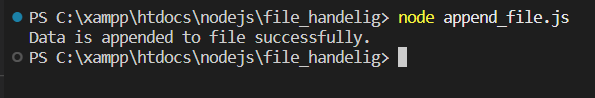 PS C:\xampp\htdocs\nodejs\file_handelig> node append_file.js
Data is appended to file successfully.
PS C:\xampp\htdocs\nodejs\file_handelig>